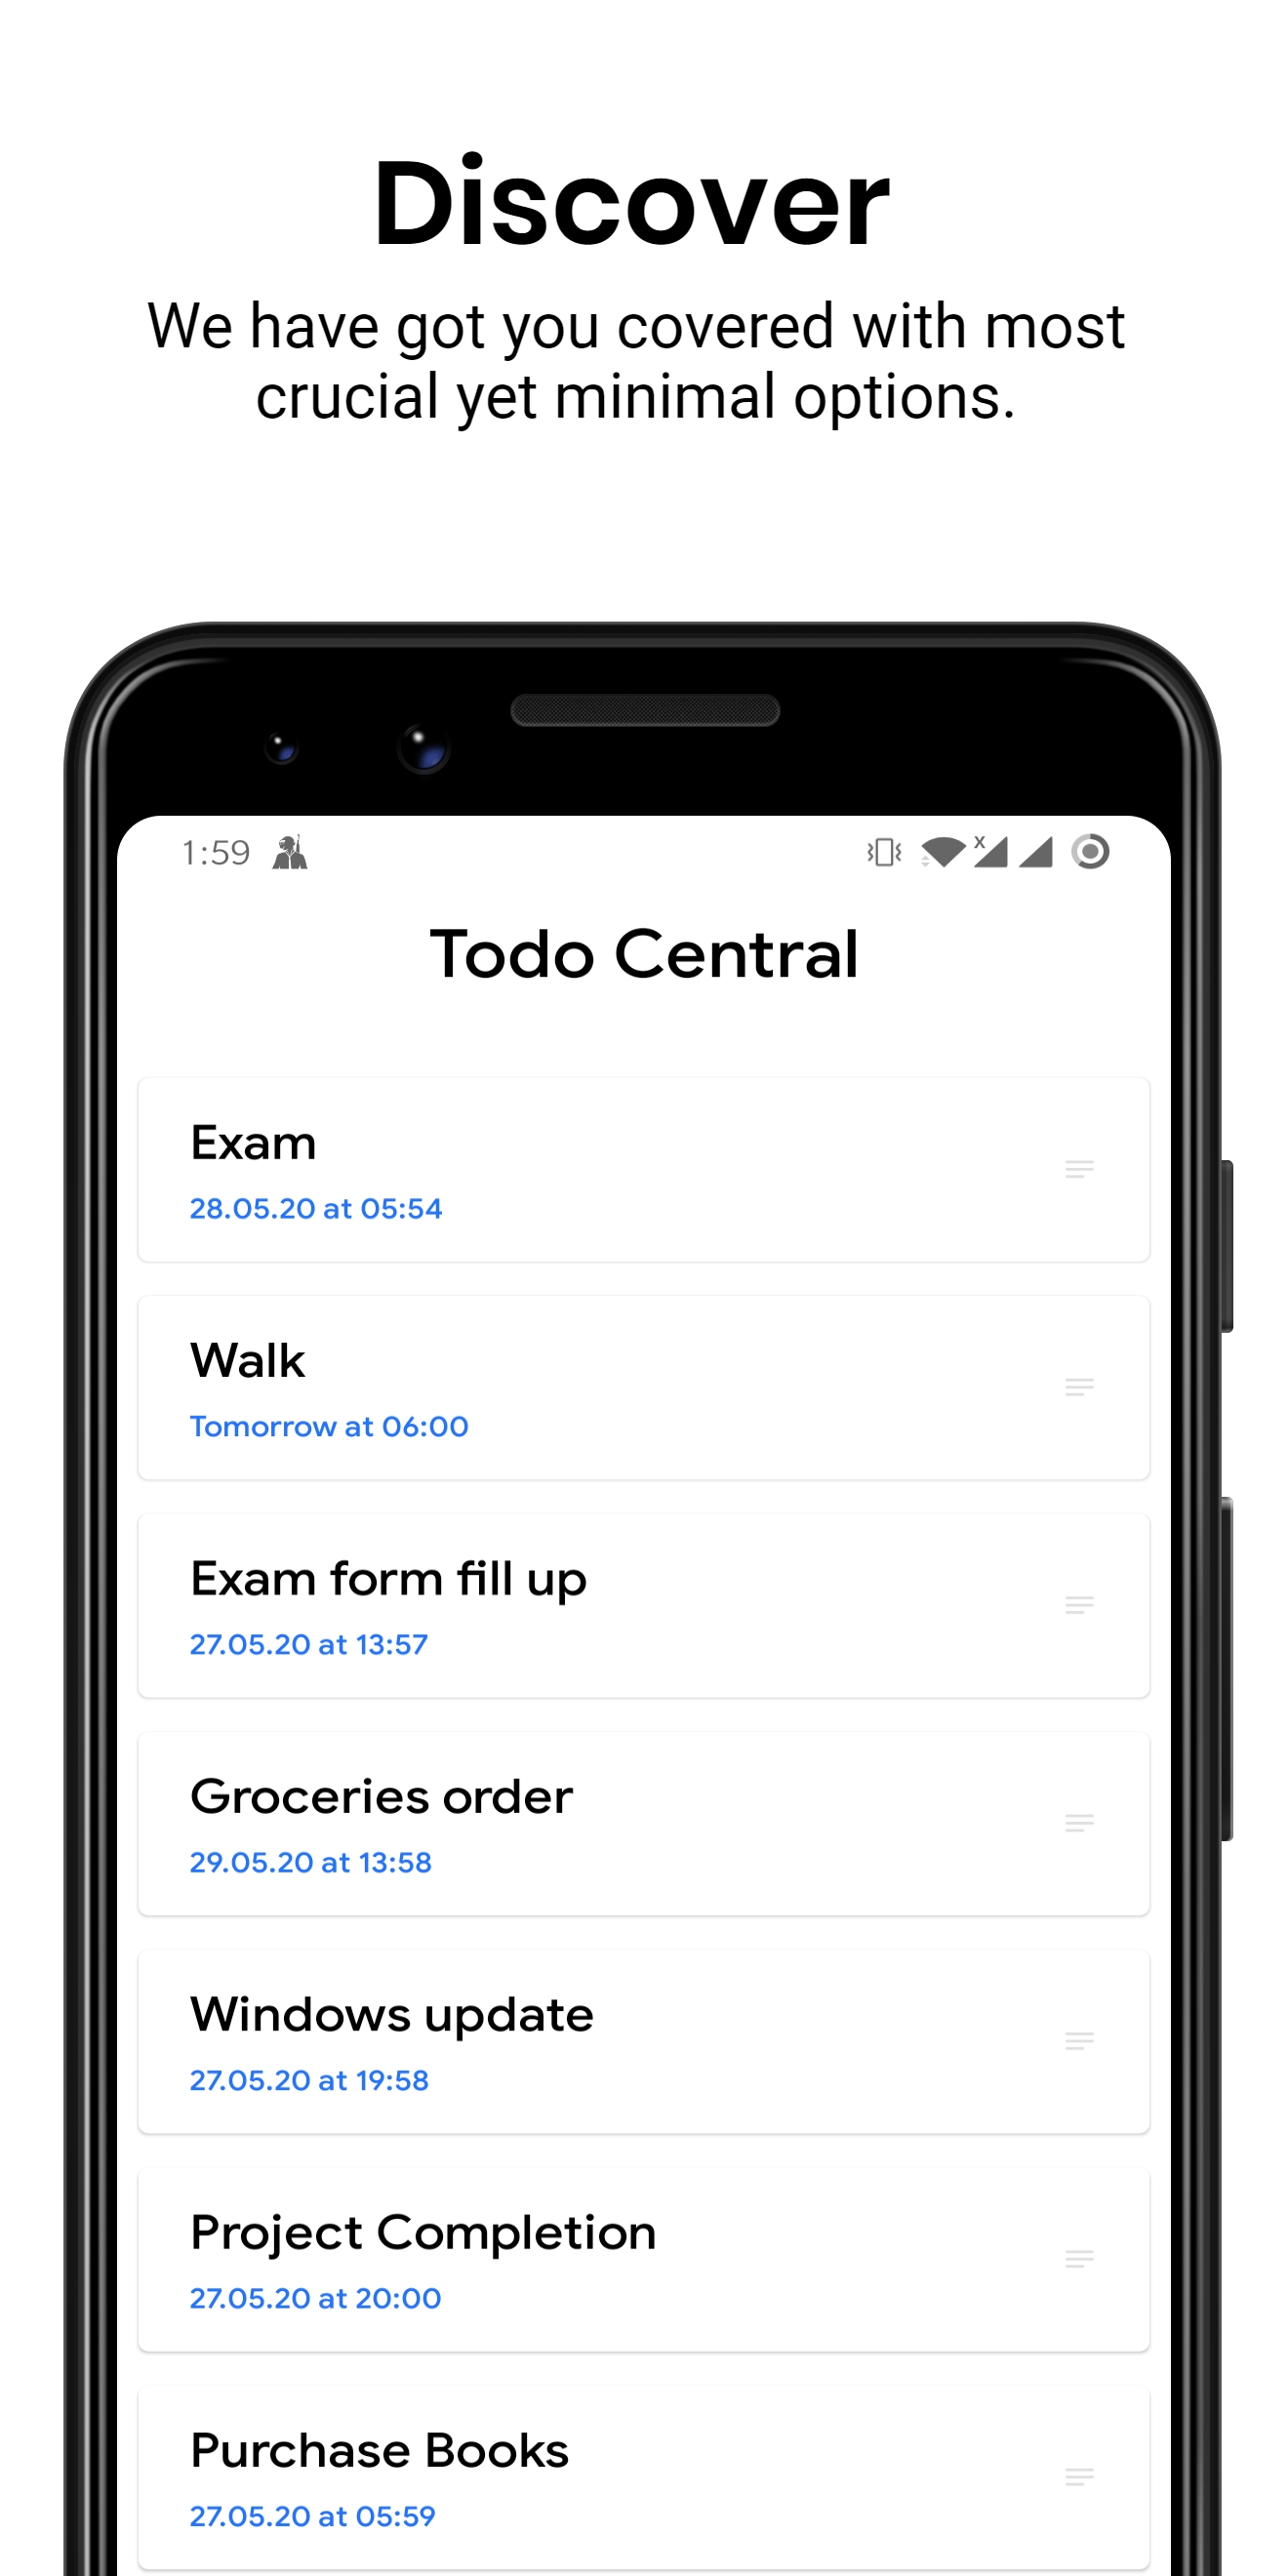 Discover
We have got you covered with most
crucial yet minimal options.
1:59
x
Todo Central
Exam
28.05.20 at 05:54
Walk
Tomorrow at 06:00
Exam form fill up
27.05.20 at 13:57
Groceries order
29.05.20 at 13:58
Windows update
27.05.20 at 19:58
Project Completion
27.05.20 at 20:00
Purchase Books
27.05.20 at 05:59